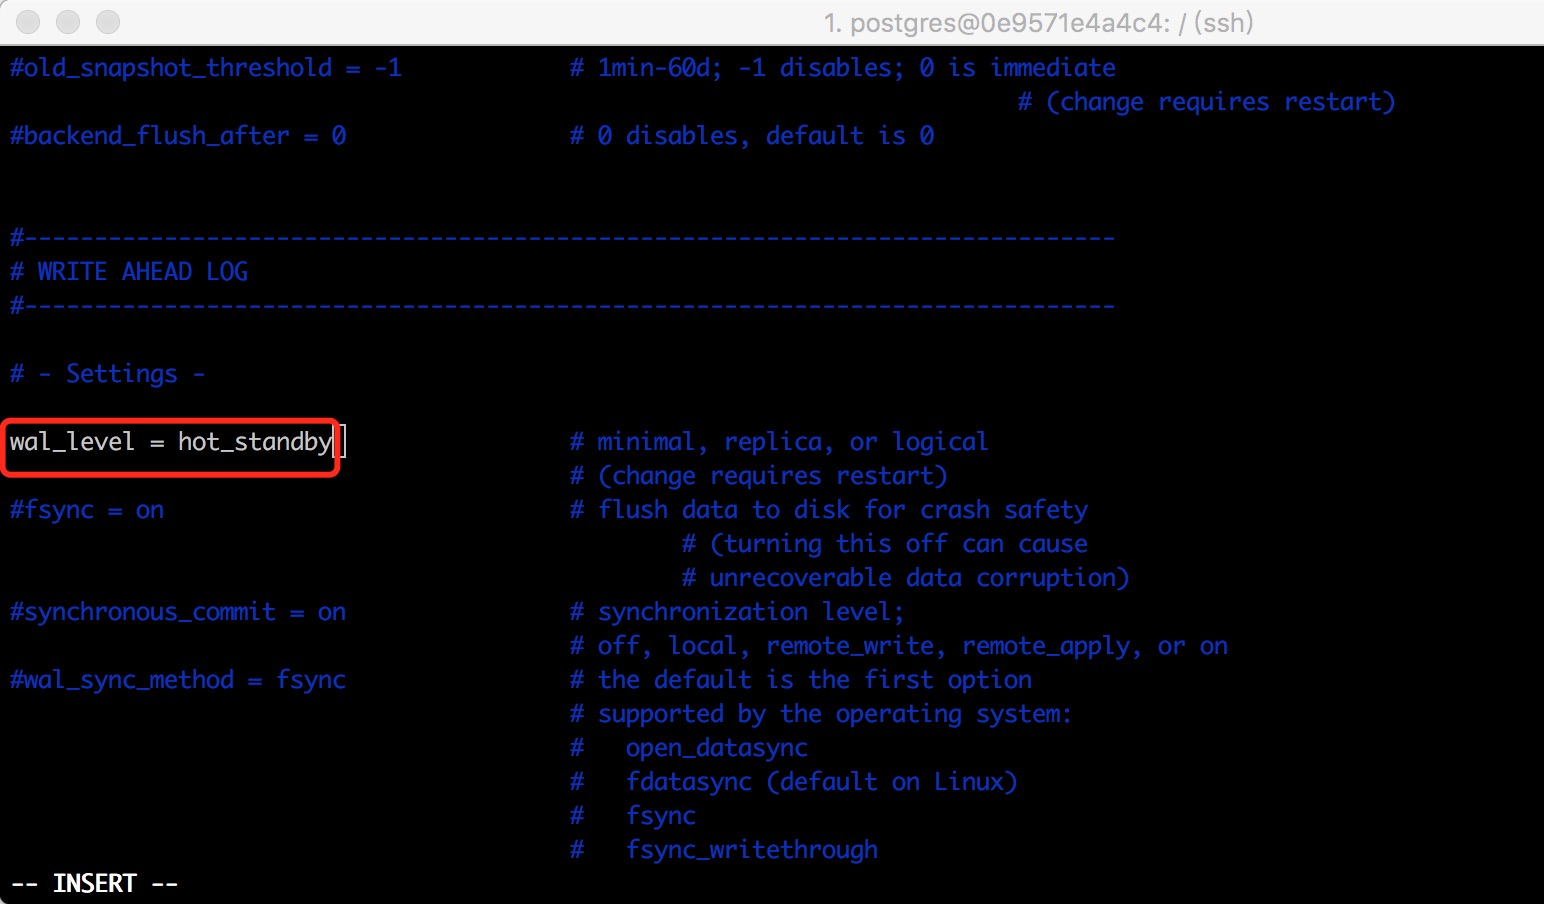 1. postgres@0e9571e4a4c4: / (ssh)
#old_snapshot_threshold = -1 # 1min-60d; -1 disables; 0 is immediate
# (change requires restart)
#backend_flush_after = 0 # 0 disables, default is 0
#------------------------------------------------------------------------------
# WRITE AHEAD LOG
#------------------------------------------------------------------------------
# - Settings -
wal_level = hot_standby # minimal, replica, or logical
# (change requires restart)
#fsync = on # flush data to disk for crash safety
# (turning this off can cause
# unrecoverable data corruption)
#synchronous_commit = on # synchronization level;
# off, local, remote_write, remote_apply, or on
#wal_sync_method = fsync # the default is the first option
# supported by the operating system:
# open_datasync
# fdatasync (default on Linux)
# fsync
# fsync_writethrough
-- INSERT --